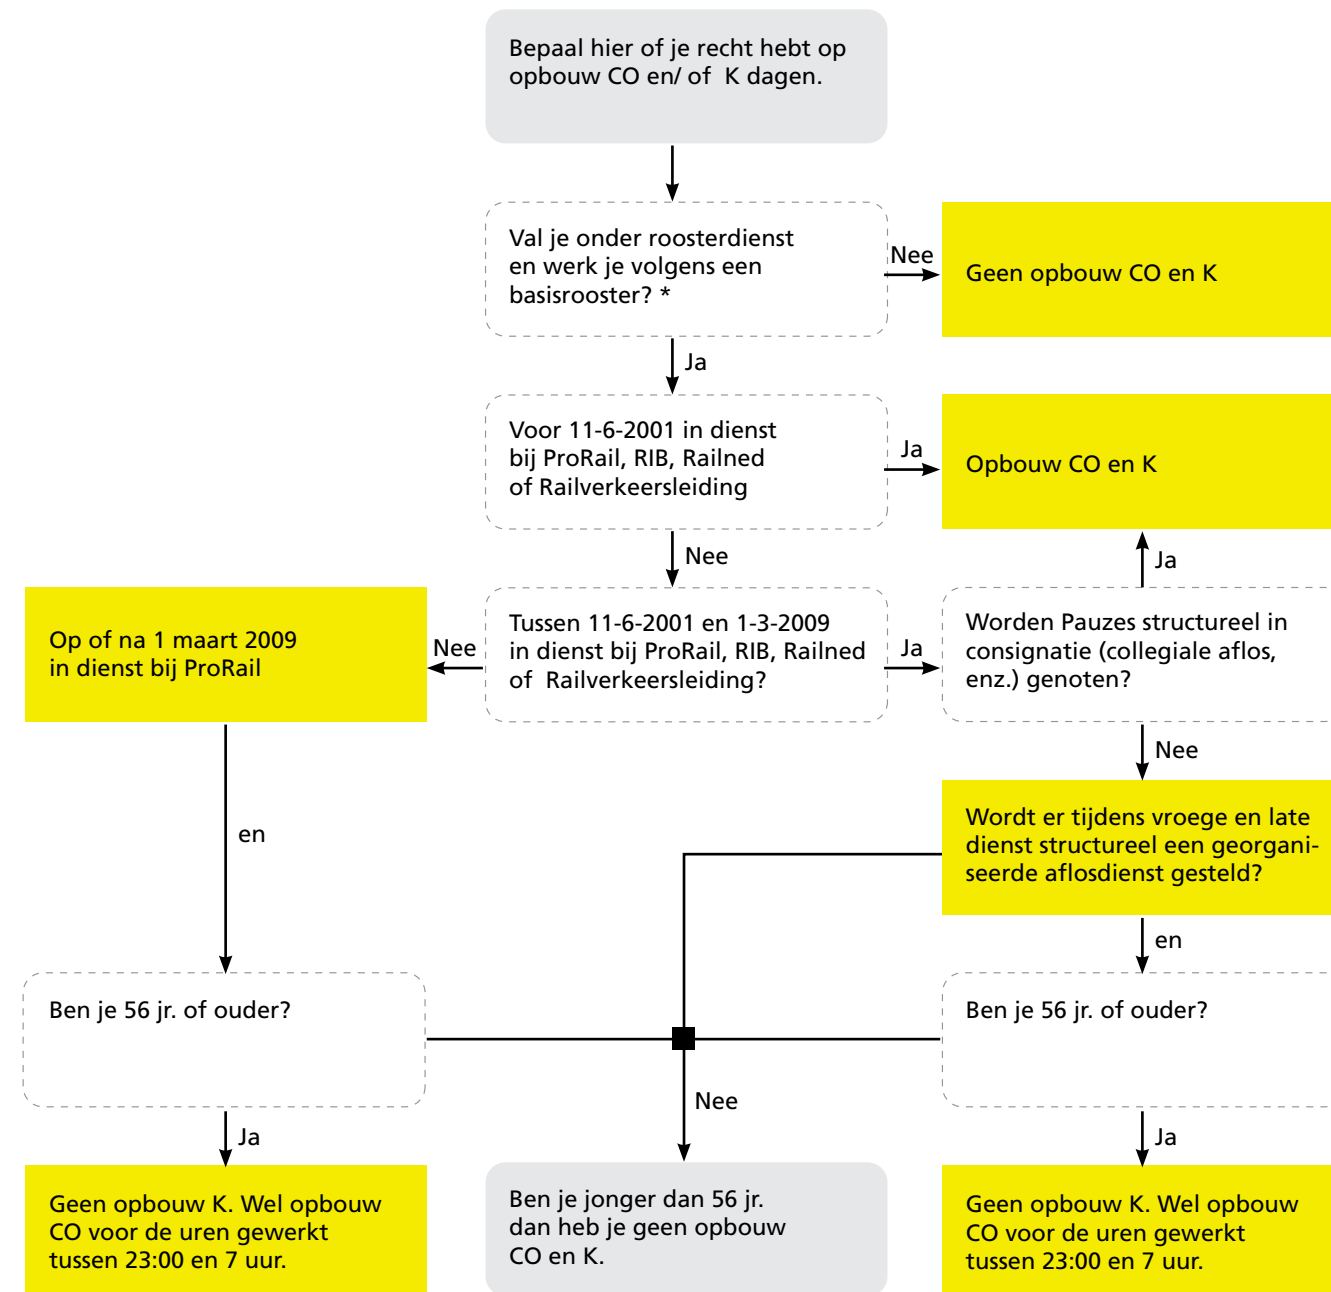 Bepaal hier of je recht hebt op
opbouw CO en/ of K dagen.
Val je onder roosterdienst
en werk je volgens een
basisrooster? *
Nee
Geen opbouw CO en K
Ja
Voor 11-6-2001 in dienst
bij ProRail, RIB, Railned
of Railverkeersleiding
Ja
Opbouw CO en K
Nee
Ja
Op of na 1 maart 2009
in dienst bij ProRail
Nee
Tussen 11-6-2001 en 1-3-2009
in dienst bij ProRail, RIB, Railned
of Railverkeersleiding?
Ja
Worden Pauzes structureel in
consignatie (collegiale aflos,
enz.) genoten?
Nee
en
Wordt er tijdens vroege en late
dienst structureel een georgani-
seerde aflosdienst gesteld?
en
Ben je 56 jr. of ouder?
Ben je 56 jr. of ouder?
Nee
Ja
Ja
Geen opbouw K. Wel opbouw
CO voor de uren gewerkt
tussen 23:00 en 7 uur.
Ben je jonger dan 56 jr.
dan heb je geen opbouw
CO en K.
Geen opbouw K. Wel opbouw
CO voor de uren gewerkt
tussen 23:00 en 7 uur.